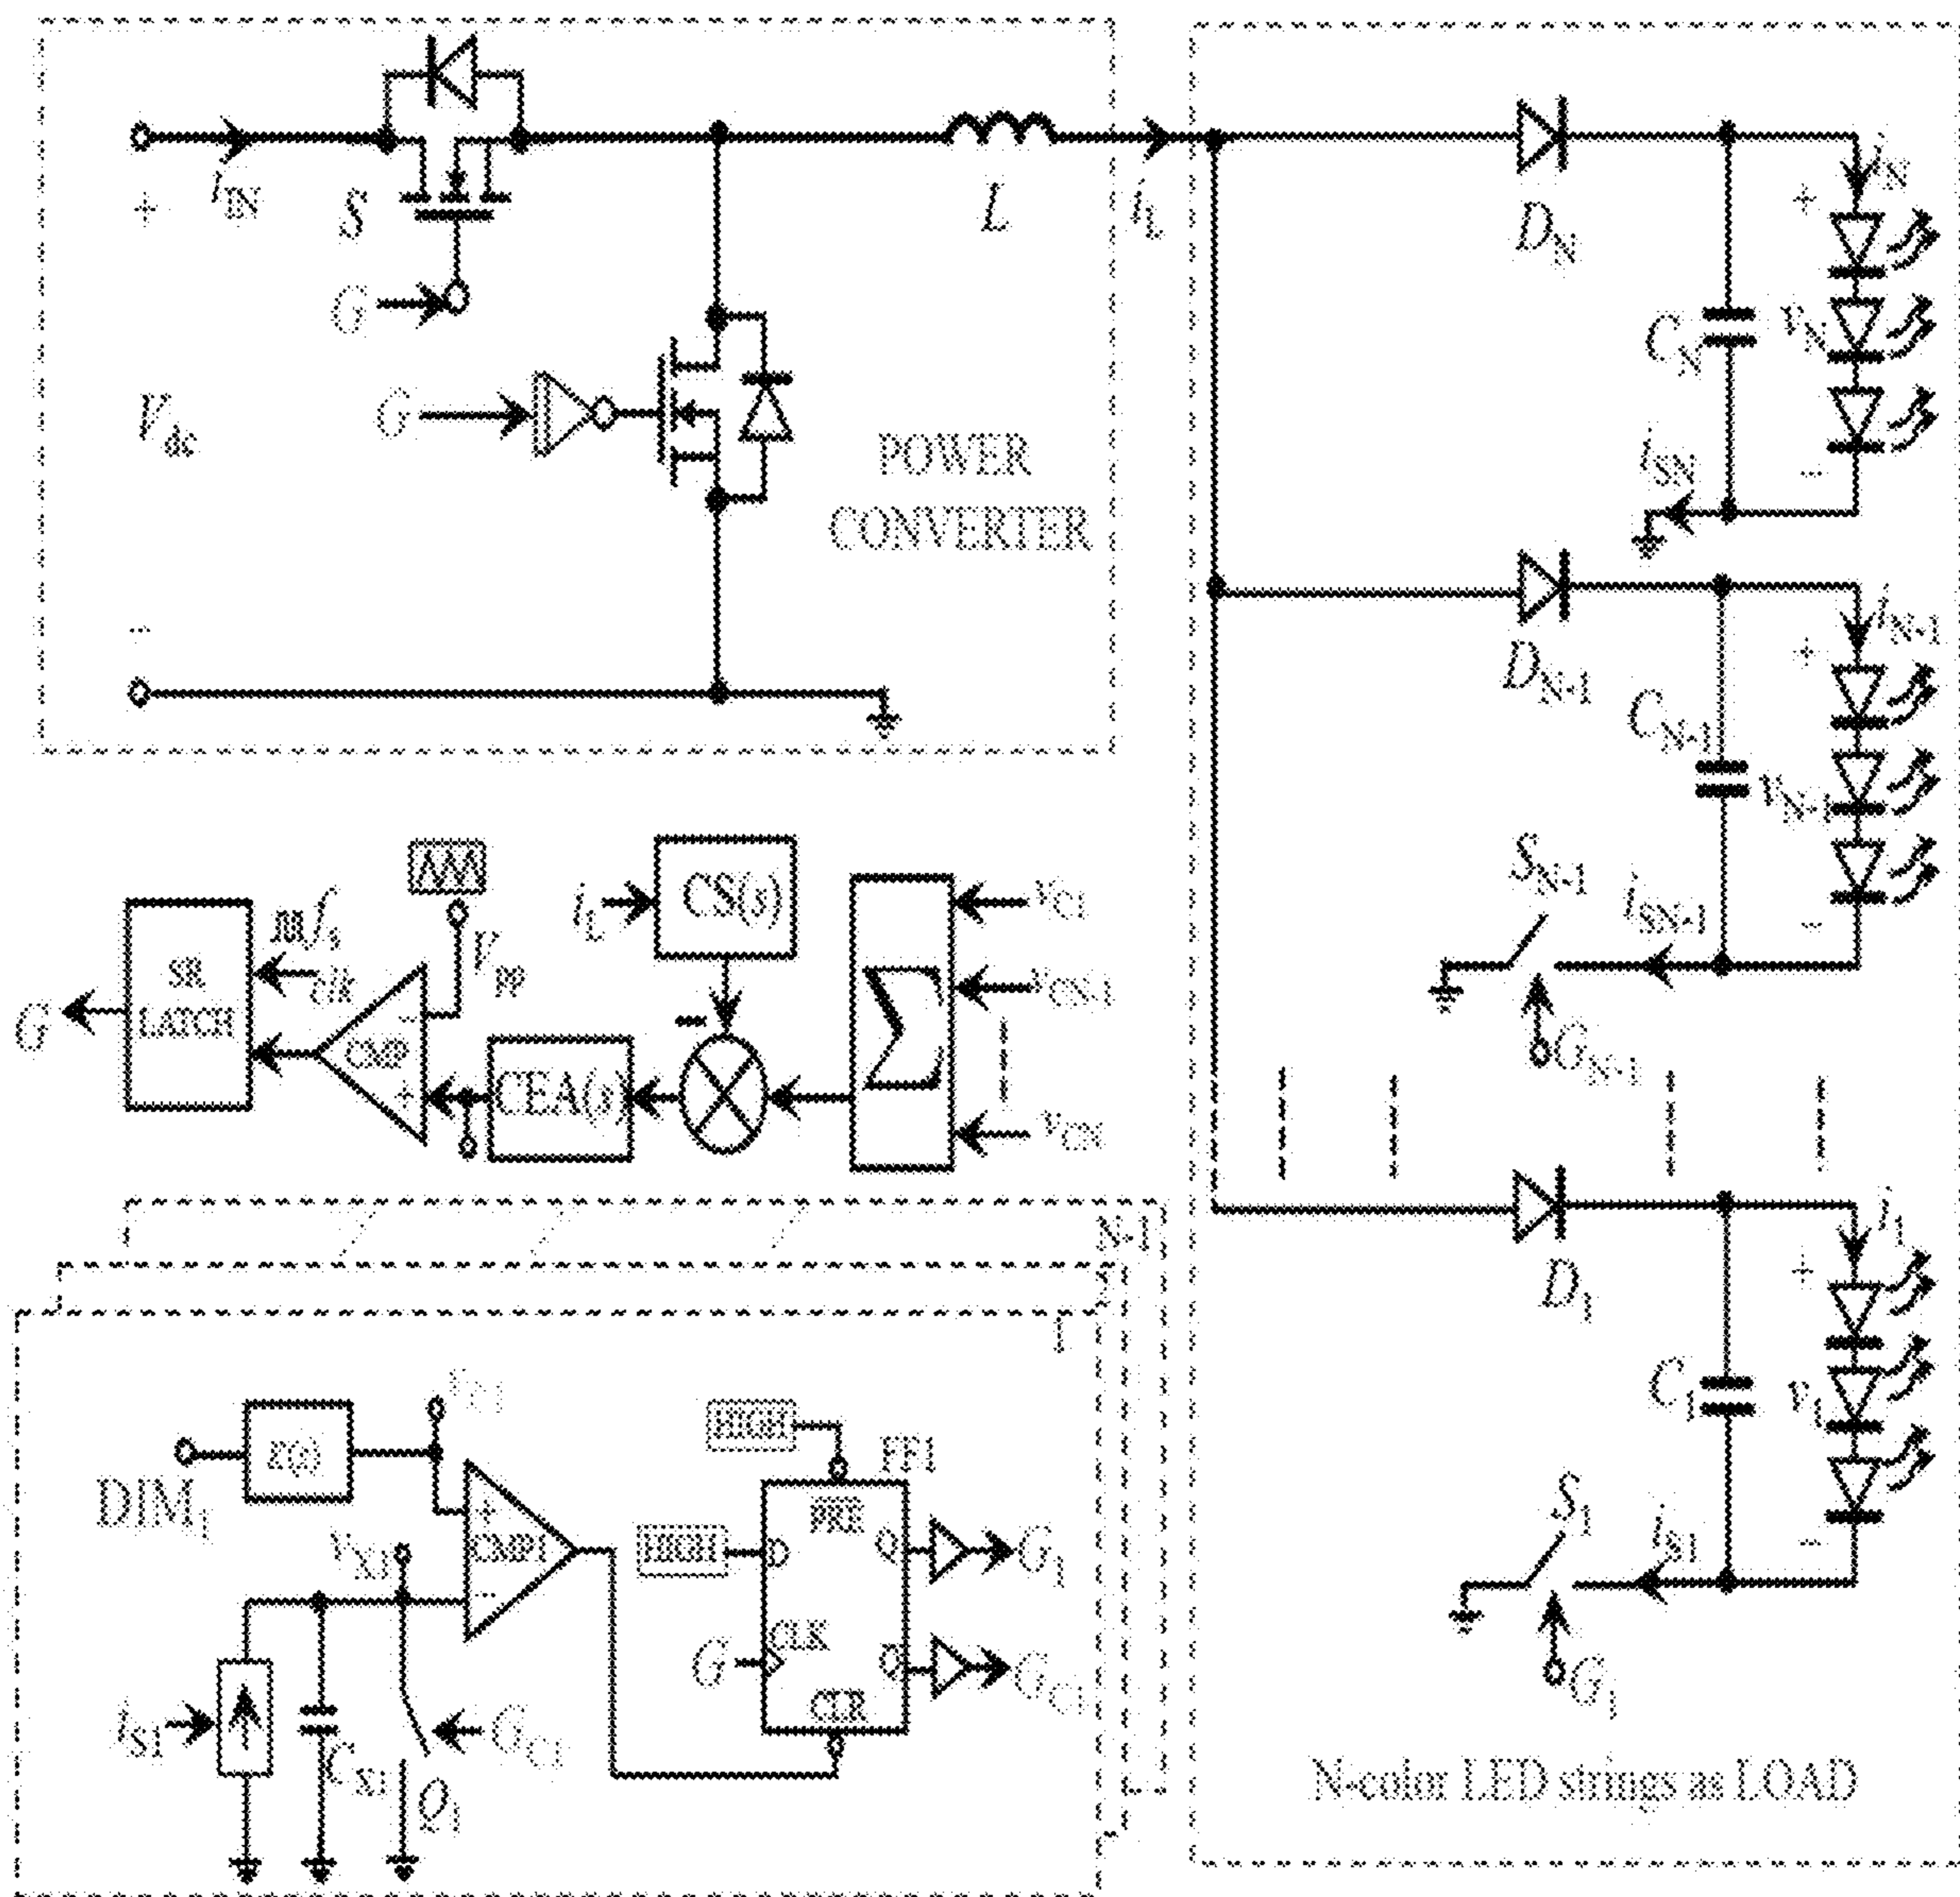 +
i_IN
S
G
V_dc
G
POWER
CONVERTER
L
i_L
-
D_N
C_N
+
v_N
-
i_N
i_SN
D_N-1
C_N-1
+
v_N-1
-
i_N-1
S_N-1
i_SN-1
G_N-1
D_1
C_1
+
v_1
-
i_1
S_1
i_S1
G_1
N-color LED strings as LOAD
G
SR
LATCH
f_s
clk
CMP
-
+
V_pp
i_L
CS(s)
-
CEA(s)
Σ
v_C1
v_CN-1
v_CN
N-1
1
DIM_1
v_X1
+
CMP1
-
i_S1
C_X1
Q_1
G_C1
HIGH
HIGH
FF1
PRE
D
Q
CLK
G
Q
CLR
G_1
G_C1